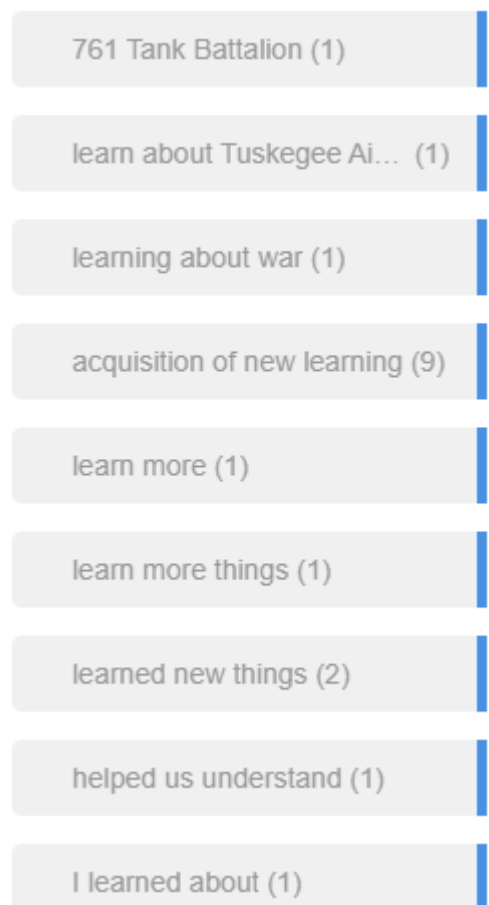 761 Tank Battalion (1)
learn about Tuskegee Ai... (1)
learning about war (1)
acquisition of new learning (9)
learn more (1)
learn more things (1)
learned new things (2)
helped us understand (1)
I learned about (1)